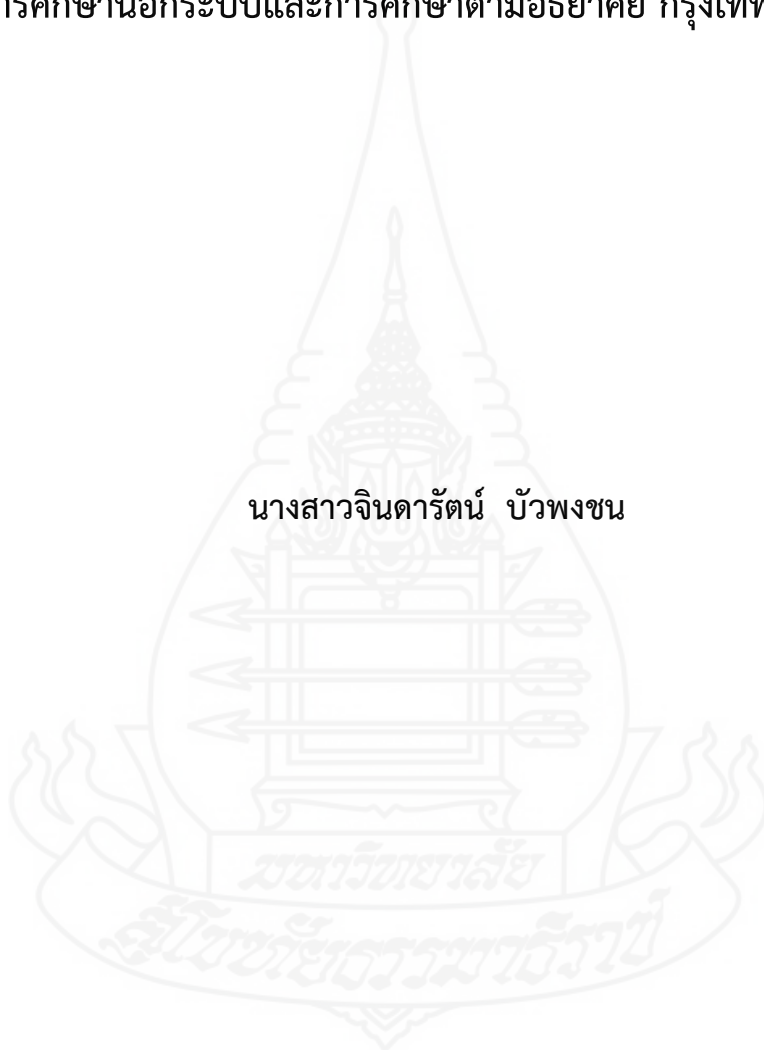 การศึกษานอกระบบและการศึกษาตามอัธยาศัย กรุงเทพ
นางสาวจินดารัตน์ บัวพงชน
มหาวิทยาลัย
สุโขทัยธรรมาธิราช